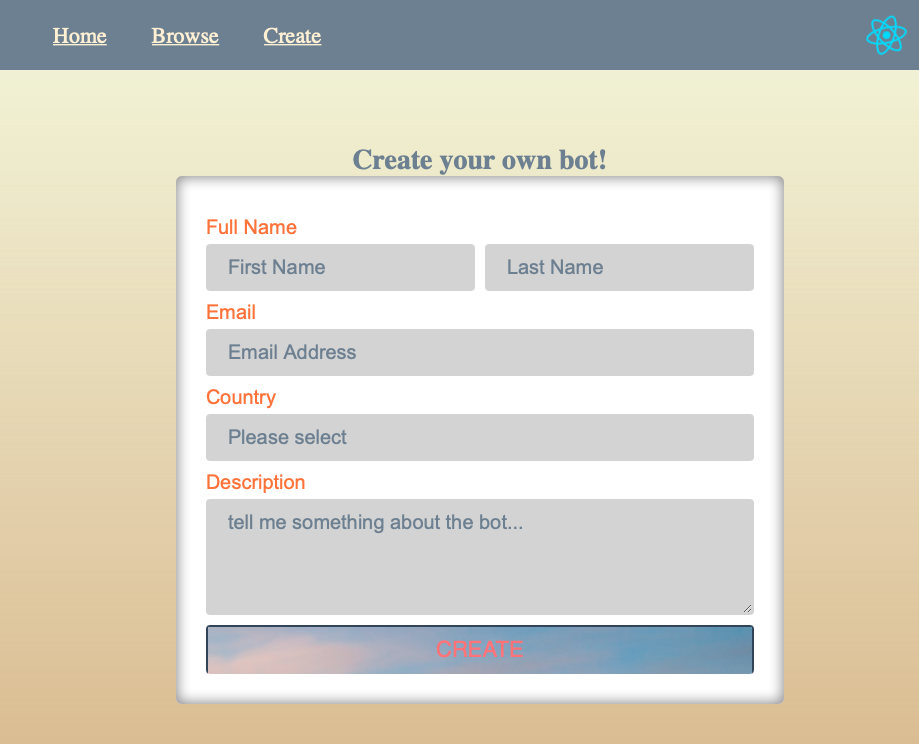 Home Browse Create
Create your own bot!
Full Name
First Name Last Name
Email
Email Address
Country
Please select
Description
tell me something about the bot...
CREATE